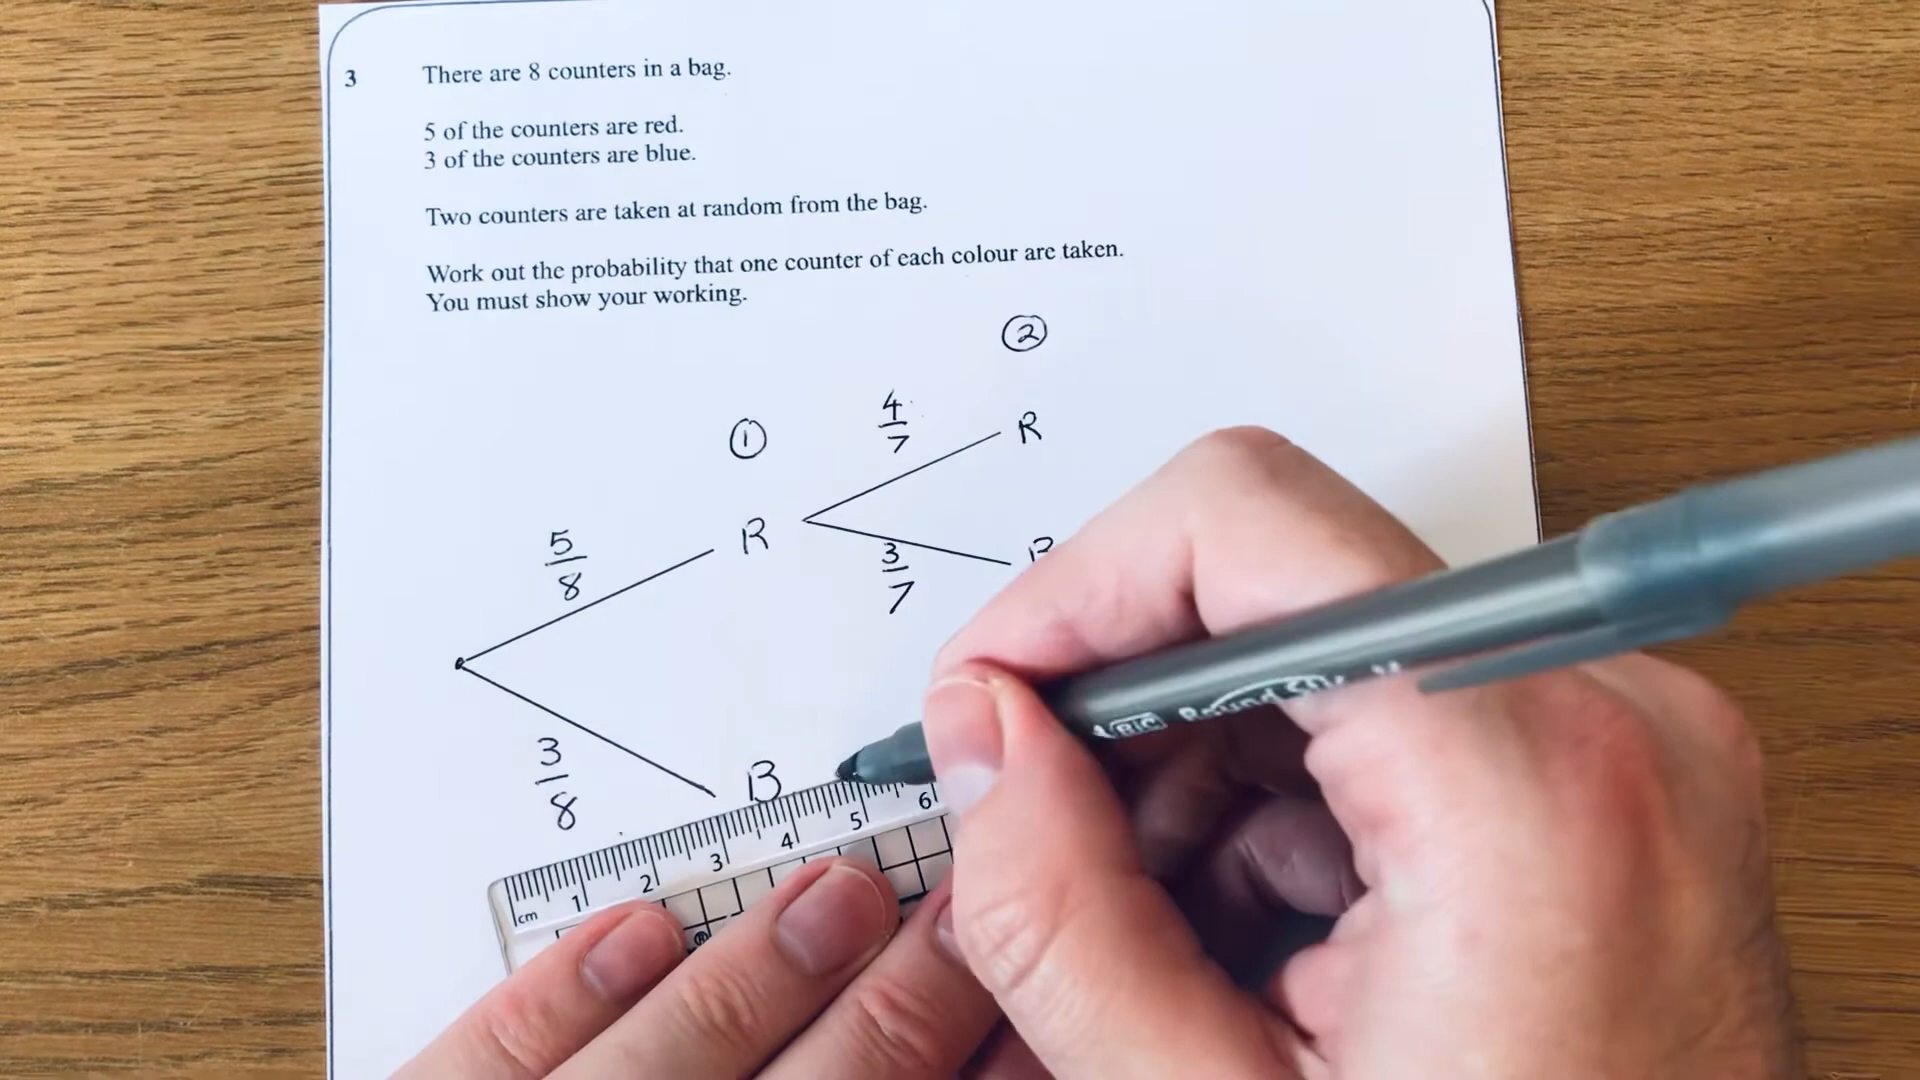 3 There are 8 counters in a bag.
5 of the counters are red.
3 of the counters are blue.
Two counters are taken at random from the bag.
Work out the probability that one counter of each colour are taken.
You must show your working.
②
4/7
R
①
5/8
R
3/7
B
3/8
B
BIC Round Stic M
cm 1 2 3 4 5 6
®